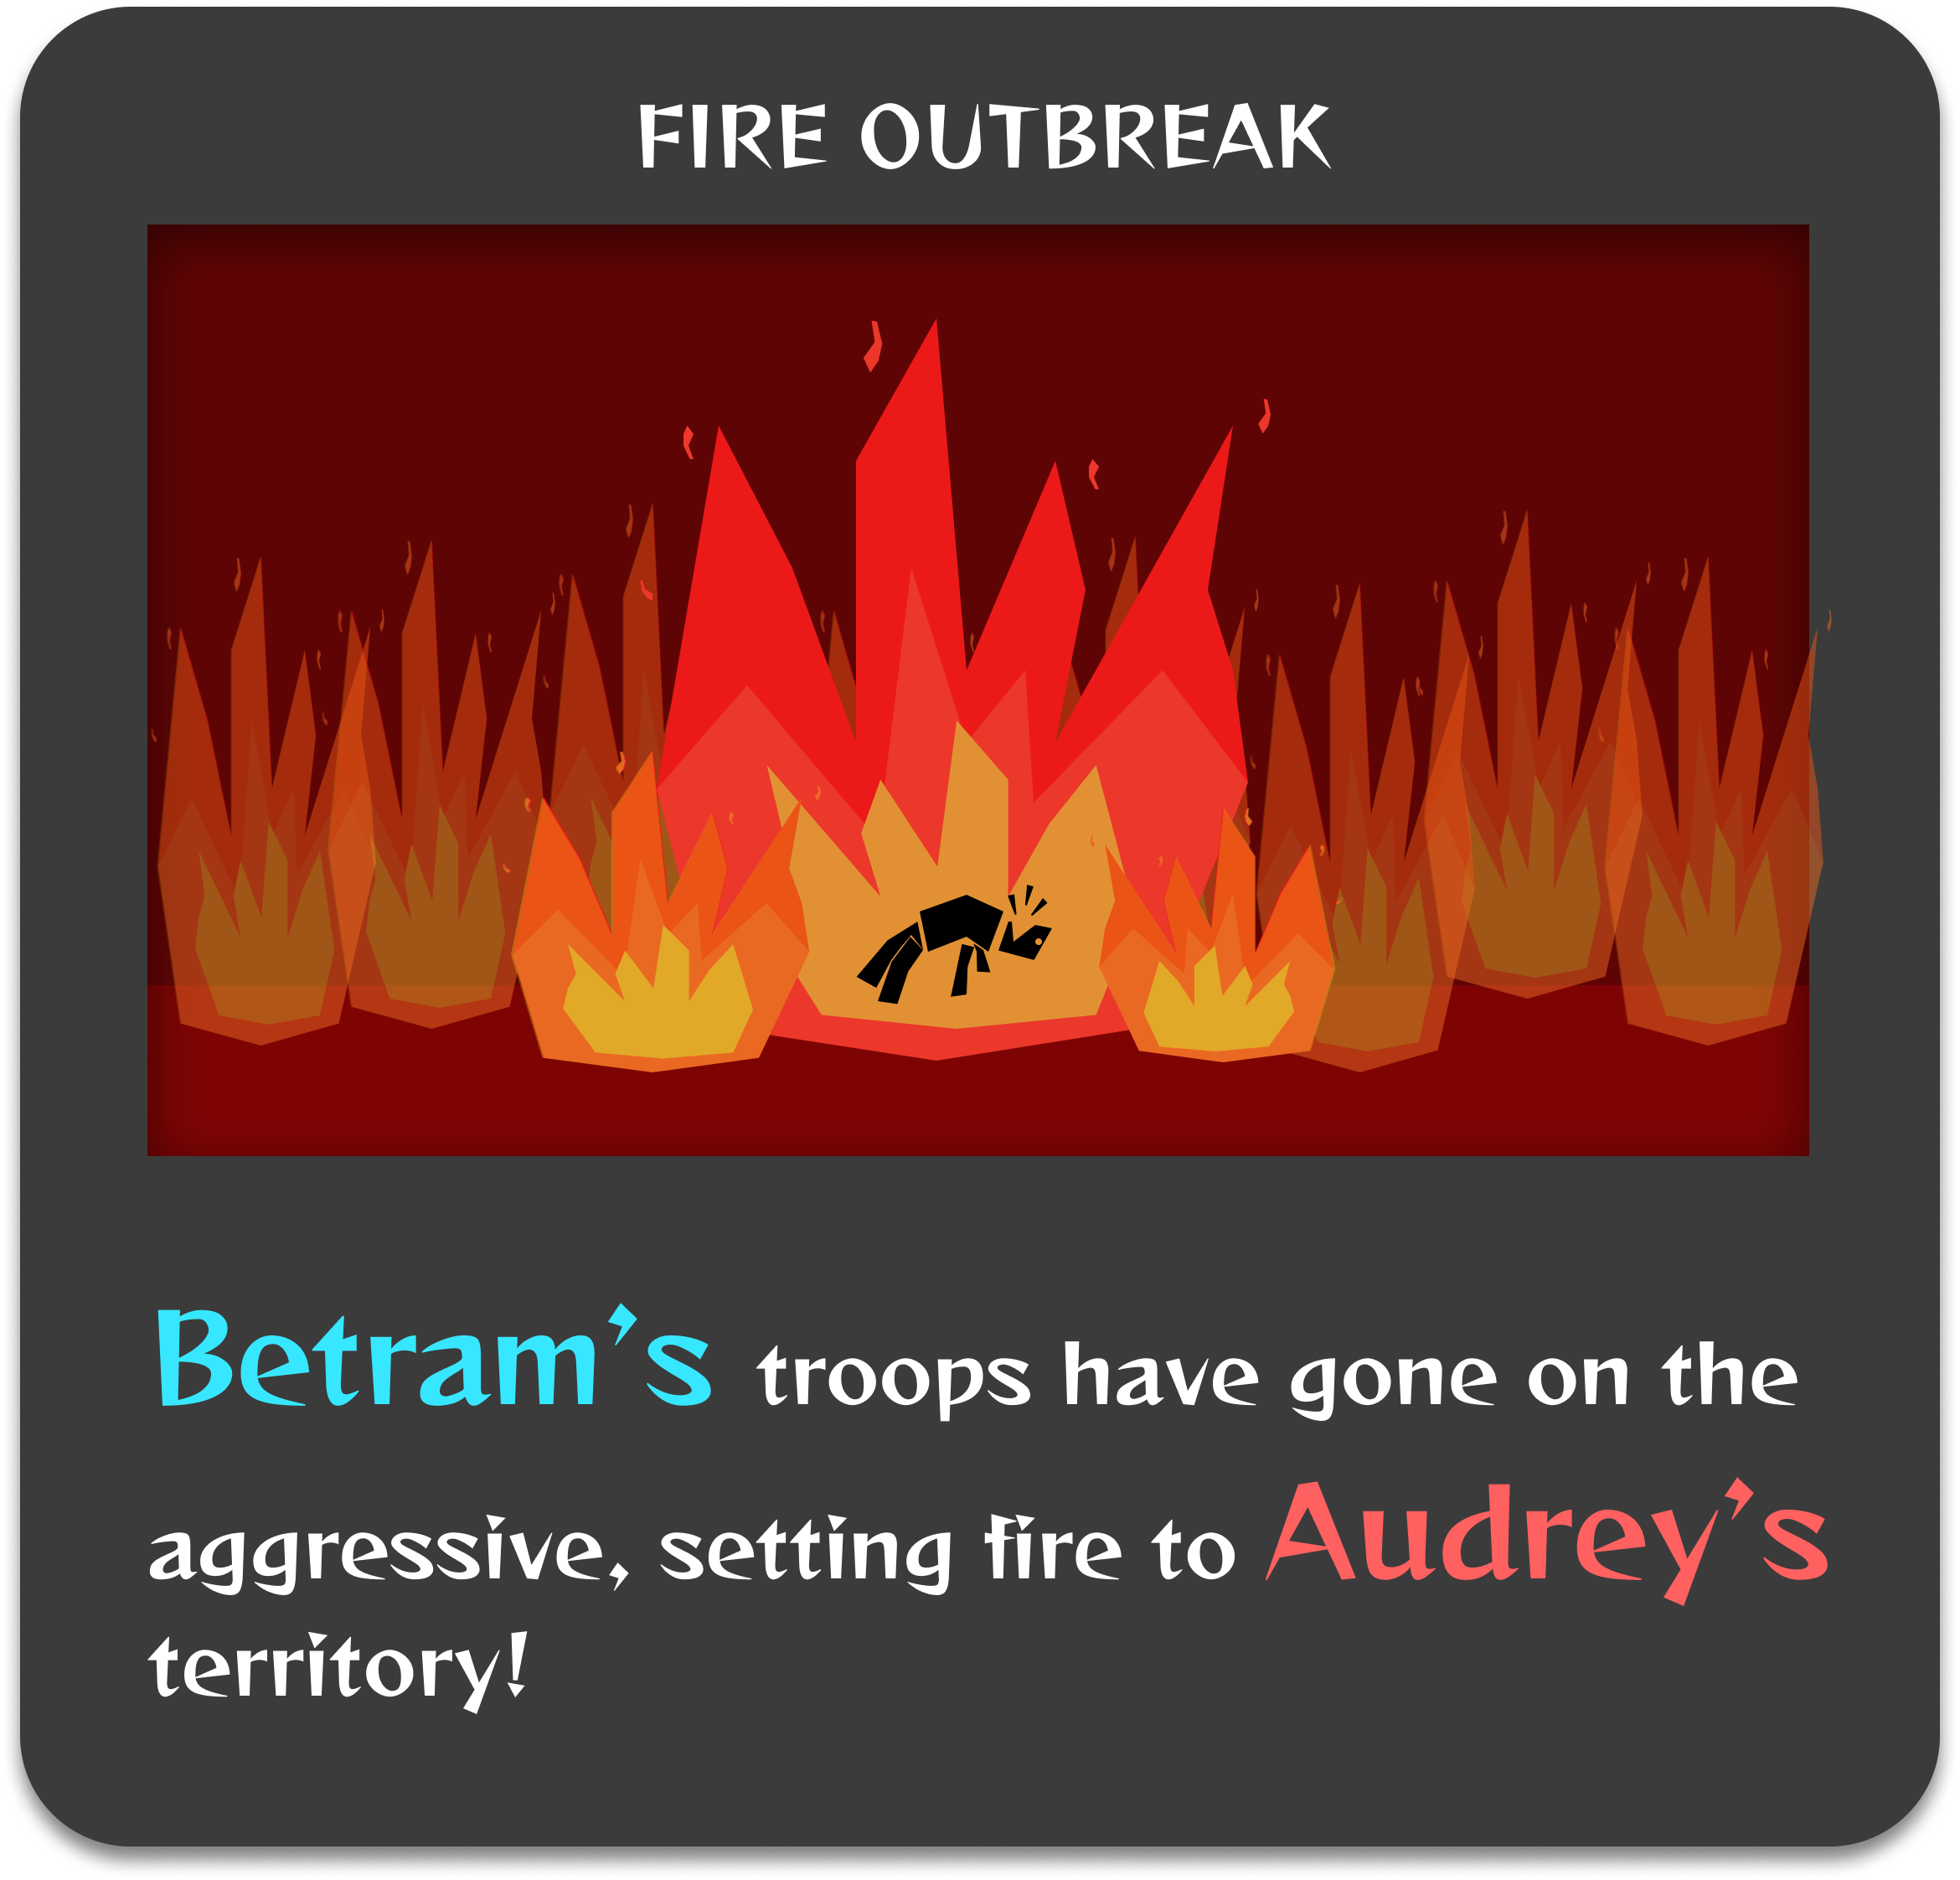 FIRE OUTBREAK
Betram's troops have gone on the
aggressive, setting fire to Audrey's
territory!